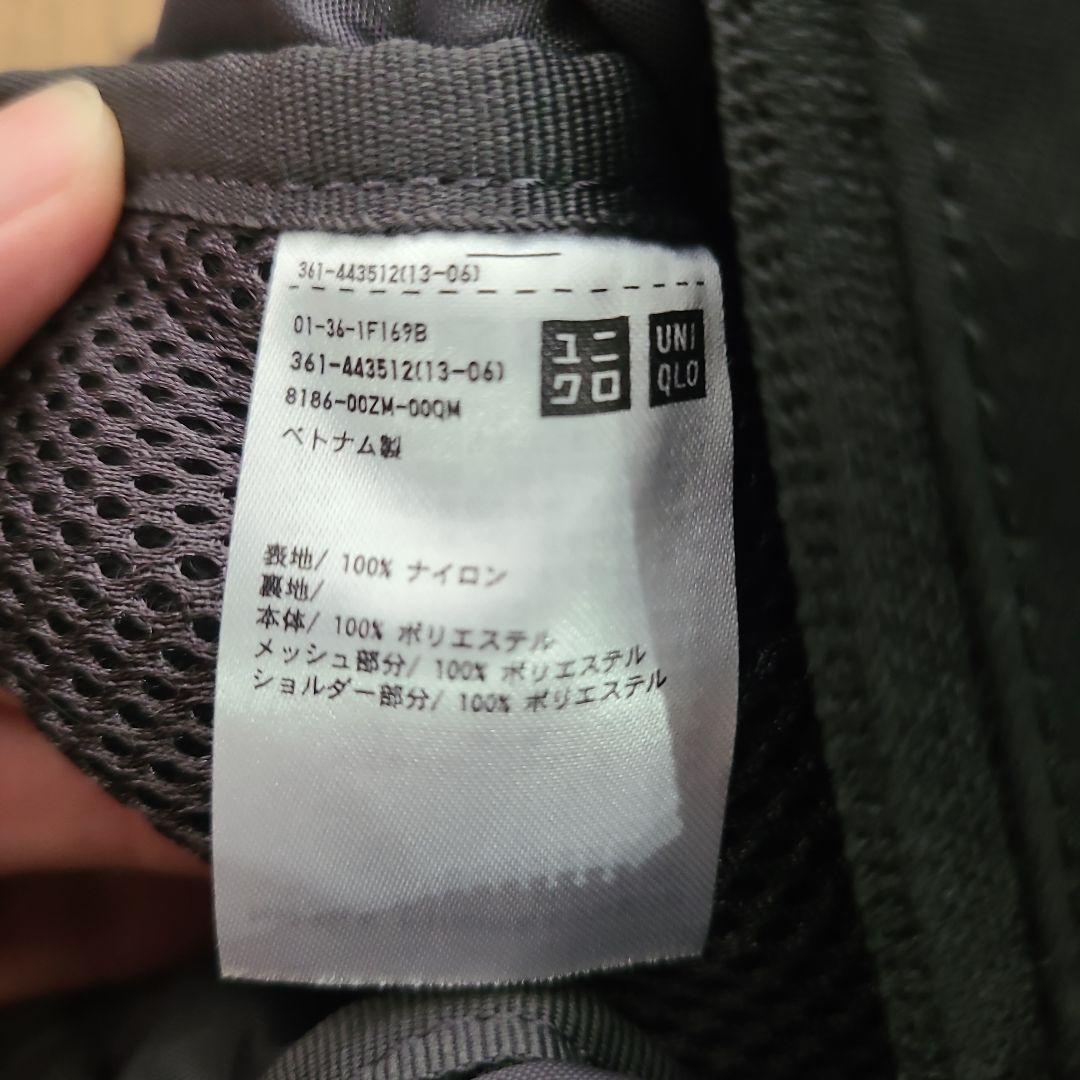 361-443512(13-06)
01-36-1F169B
361-443512(13-06)
8186-00ZM-00QM
ベトナム製
ユニ
クロ
UNI
QLO
表地/ 100% ナイロン
裏地/
本体/ 100% ポリエステル
メッシュ部分/ 100% ポリエステル
ショルダー部分/ 100% ポリエステル